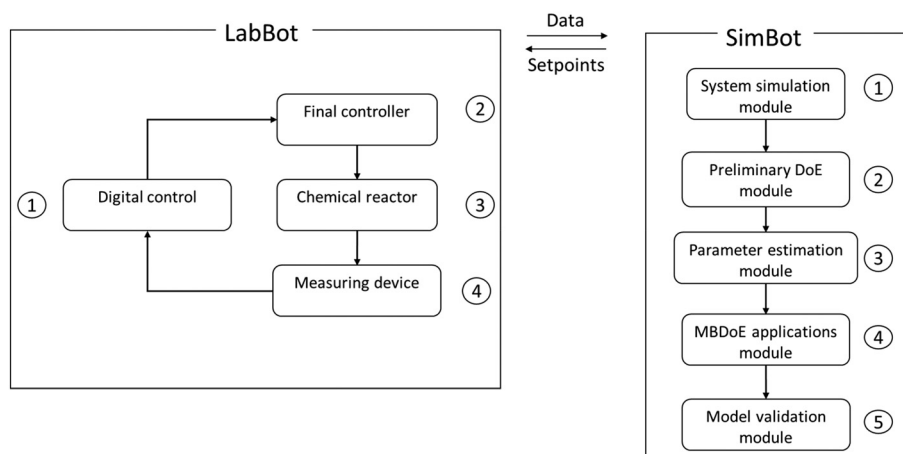 LabBot
Data
Setpoints
SimBot
Final controller
2
Digital control
1
Chemical reactor
3
Measuring device
4
System simulation
module
1
Preliminary DoE
module
2
Parameter estimation
module
3
MBDoE applications
module
4
Model validation
module
5